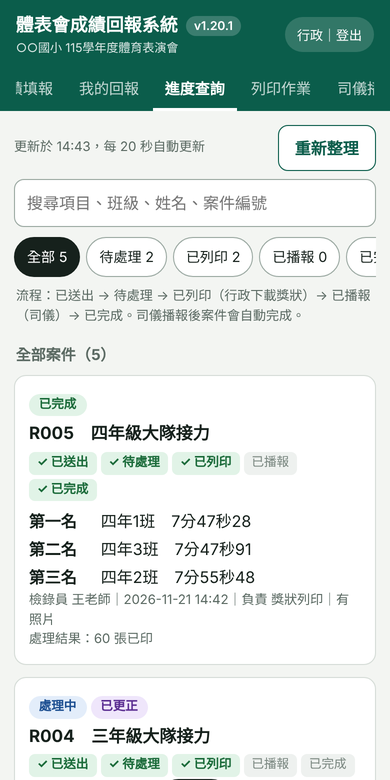 體表會成績回報系統 v1.20.1
○○國小 115學年度體育表演會
行政｜登出
績填報 我的回報 進度查詢 列印作業 司儀播
更新於 14:43，每 20 秒自動更新
重新整理
搜尋項目、班級、姓名、案件編號
全部 5 待處理 2 已列印 2 已播報 0 已完
流程：已送出 → 待處理 → 已列印（行政下載獎狀）→ 已播報
（司儀）→ 已完成。司儀播報後案件會自動完成。
全部案件（5）
已完成
R005 四年級大隊接力
✓ 已送出 ✓ 待處理 ✓ 已列印 已播報
✓ 已完成
第一名 四年1班 7分47秒28
第二名 四年3班 7分47秒91
第三名 四年2班 7分55秒48
檢錄員 王老師｜2026-11-21 14:42｜負責 獎狀列印｜有
照片
處理結果：60 張已印
處理中 已更正
R004 三年級大隊接力
✓ 已送出 ✓ 待處理 ✓ 已列印 已播報 已完成